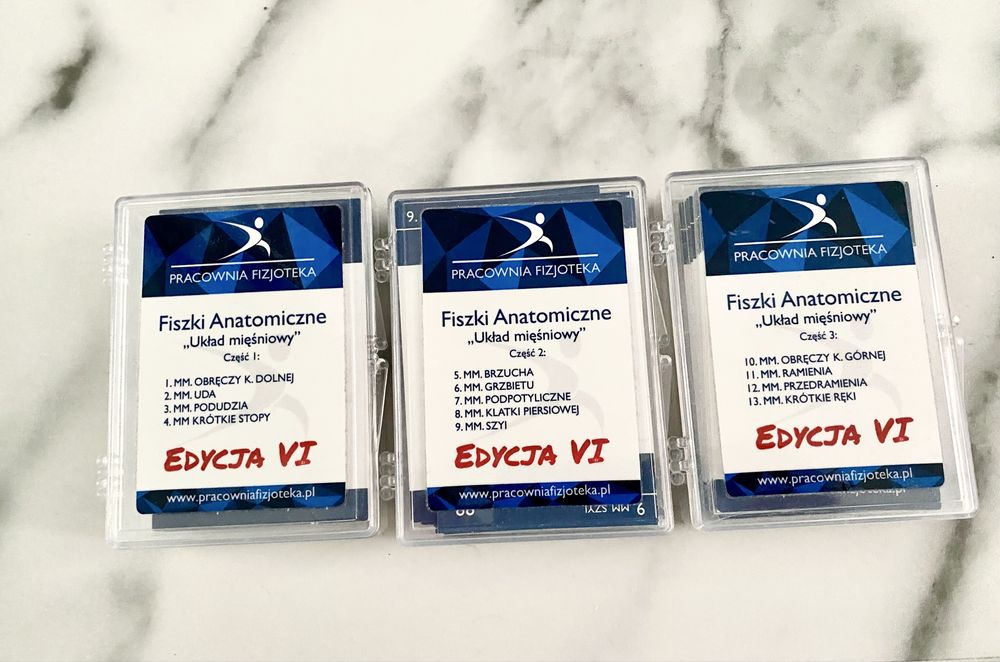 PRACOWNIA FIZJOTEKA
Fiszki Anatomiczne
„Układ mięśniowy”
Część 1:
1. MM. OBRĘCZY K. DOLNEJ
2. MM. UDA
3. MM. PODUDZIA
4. MM KRÓTKIE STOPY
EDYCJA VI
www.pracowniafizjoteka.pl
9.
PRACOWNIA FIZJOTEKA
Fiszki Anatomiczne
„Układ mięśniowy”
Część 2:
5. MM. BRZUCHA
6. MM. GRZBIETU
7. MM. PODPOTYLICZNE
8. MM. KLATKI PIERSIOWEJ
9. MM. SZYI
EDYCJA VI
www.pracowniafizjoteka.pl
9. MM SZYI
PRACOWNIA FIZJOTEKA
Fiszki Anatomiczne
„Układ mięśniowy”
Część 3:
10. MM. OBRĘCZY K. GÓRNEJ
11. MM. RAMIENIA
12. MM. PRZEDRAMIENIA
13. MM. KRÓTKIE RĘKI
EDYCJA VI
www.pracowniafizjoteka.pl